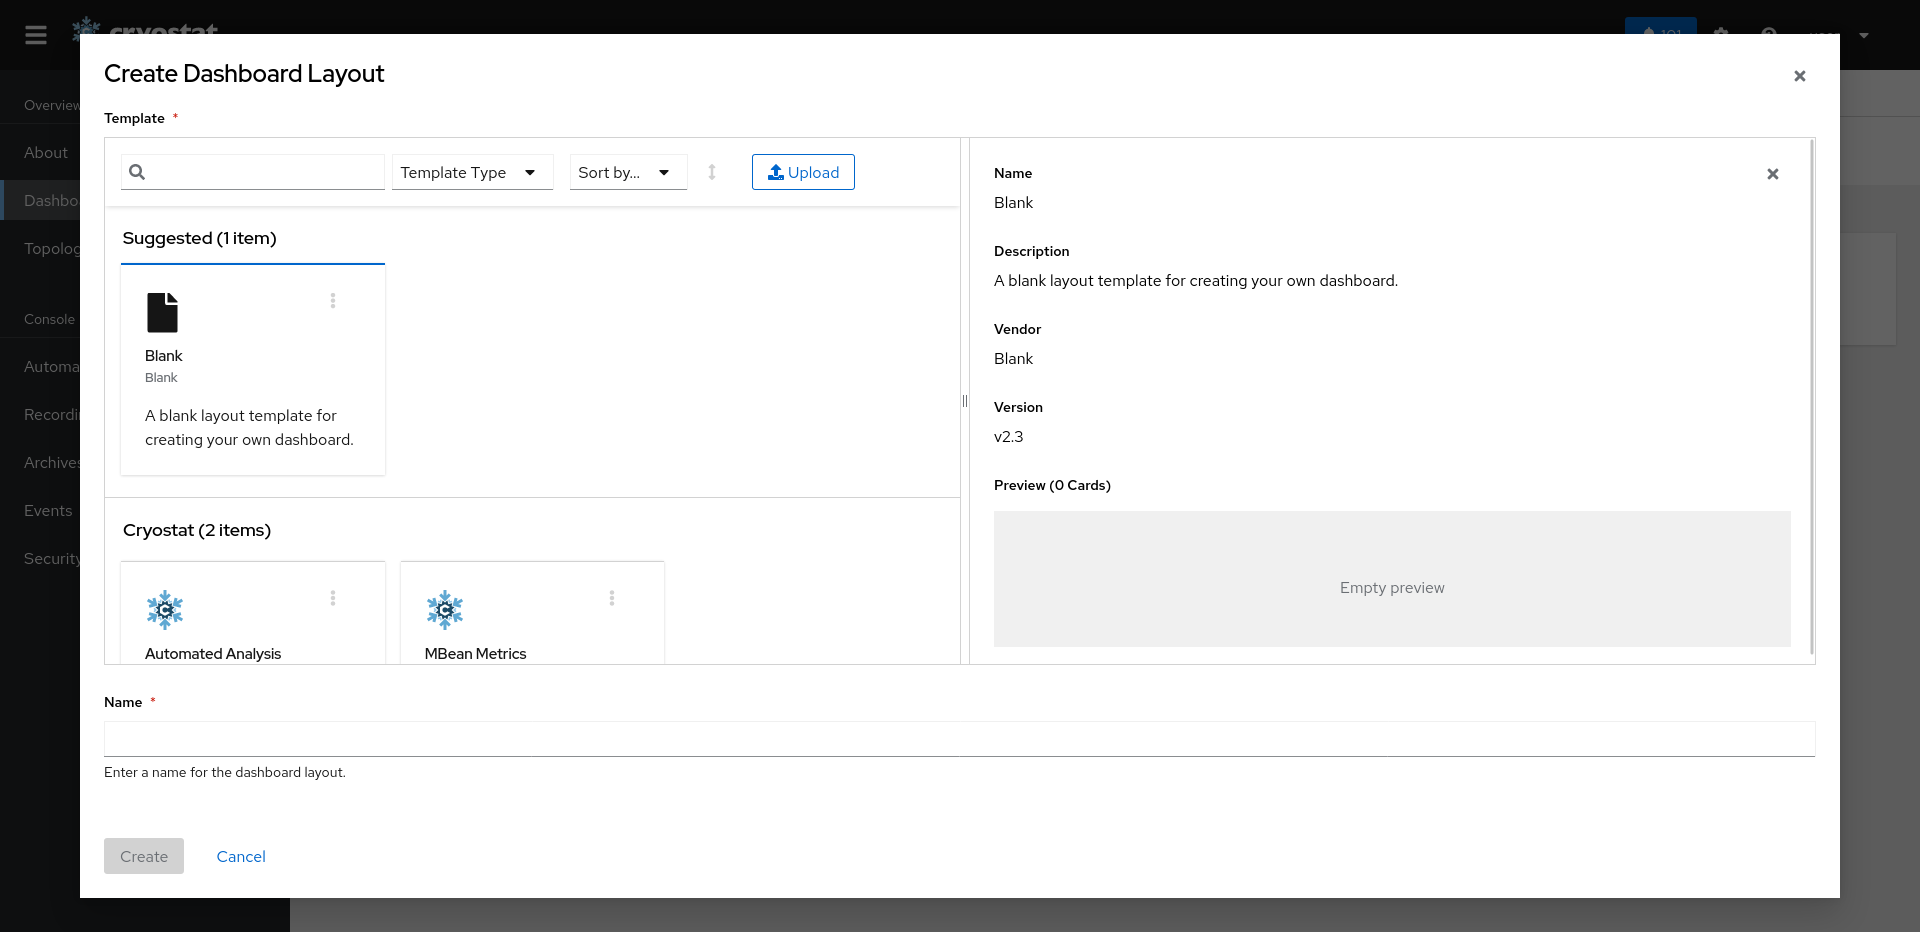 cryostat
101
Create Dashboard Layout
Overview
Template *
About
Template Type
Sort by...
Upload
Name
Dashbo
Blank
Suggested (1 item)
Topolog
Description
A blank layout template for creating your own dashboard.
Console
Vendor
Blank
Blank
Blank
Automa
A blank layout template for
creating your own dashboard.
Version
Recordi
v2.3
Archives
Preview (0 Cards)
Events
Cryostat (2 items)
Security
Empty preview
Automated Analysis
MBean Metrics
Name *
Enter a name for the dashboard layout.
Create
Cancel